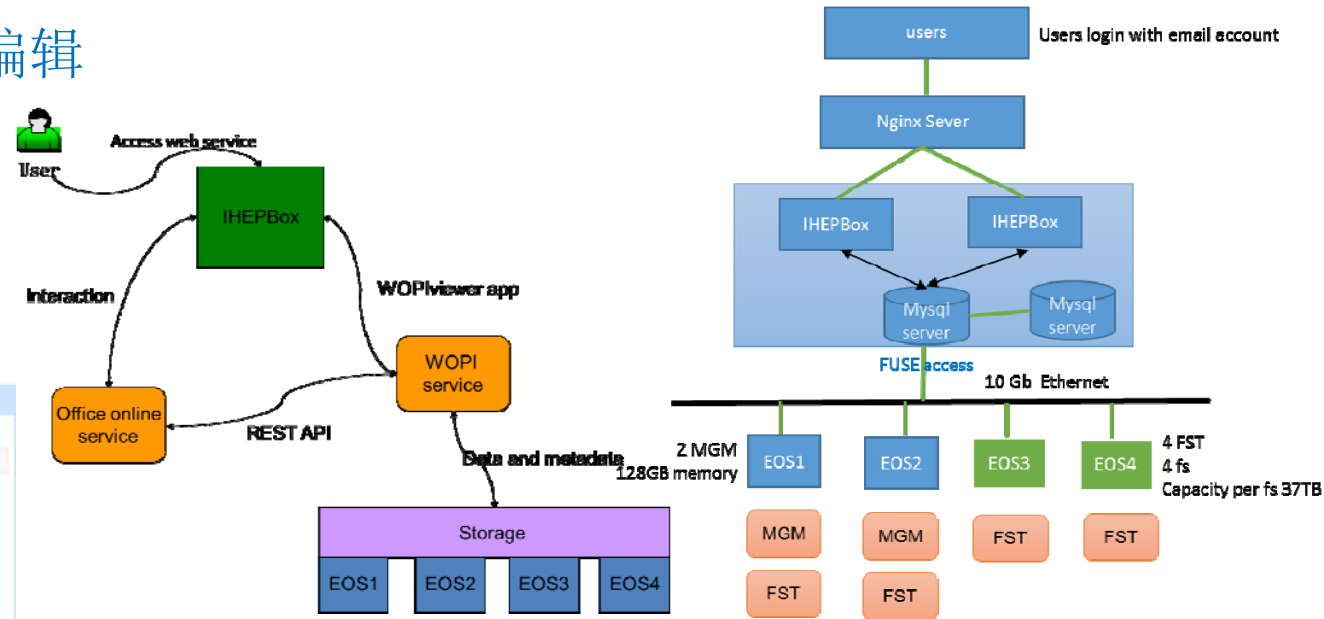 编辑
User
Access web service
IHEPBox
Interaction
WOPIviewer app
WOPI
service
Office online
service
REST API
Data and metadata
Storage
EOS1
EOS2
EOS3
EOS4
users
Users login with email account
Nginx Sever
IHEPBox
IHEPBox
Mysql
server
Mysql
server
FUSE access
10 Gb Ethernet
2 MGM
128GB memory
EOS1
EOS2
EOS3
EOS4
4 FST
4 fs
Capacity per fs 37TB
MGM
MGM
FST
FST
FST
FST